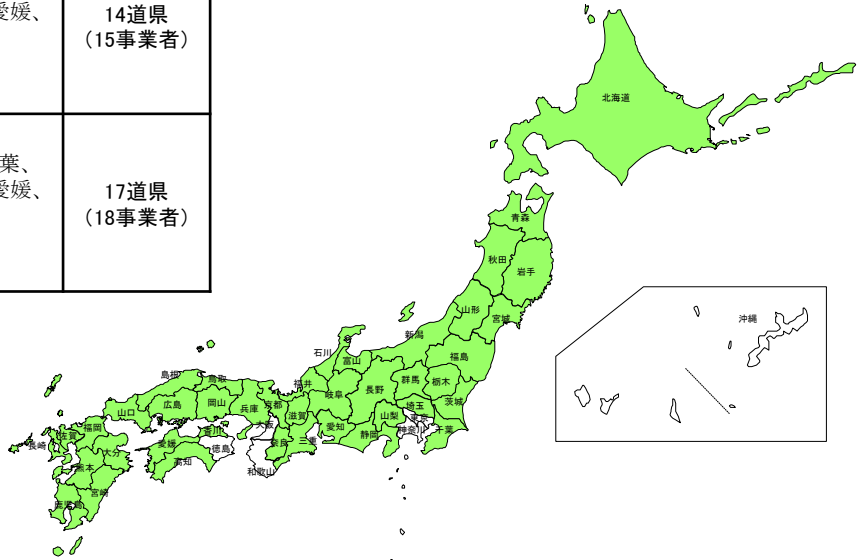 愛媛、
14道県
（15事業者）
葉、
愛媛、
17道県
（18事業者）
北海道
青森
秋田
岩手
山形
宮城
新潟
福島
石川
富山
福井
岐阜
長野
群馬
栃木
茨城
埼玉
東京
神奈川
千葉
山梨
静岡
愛知
三重
滋賀
京都
大阪
奈良
和歌山
兵庫
鳥取
島根
岡山
広島
山口
香川
徳島
愛媛
高知
福岡
佐賀
長崎
大分
熊本
宮崎
鹿児島
沖縄